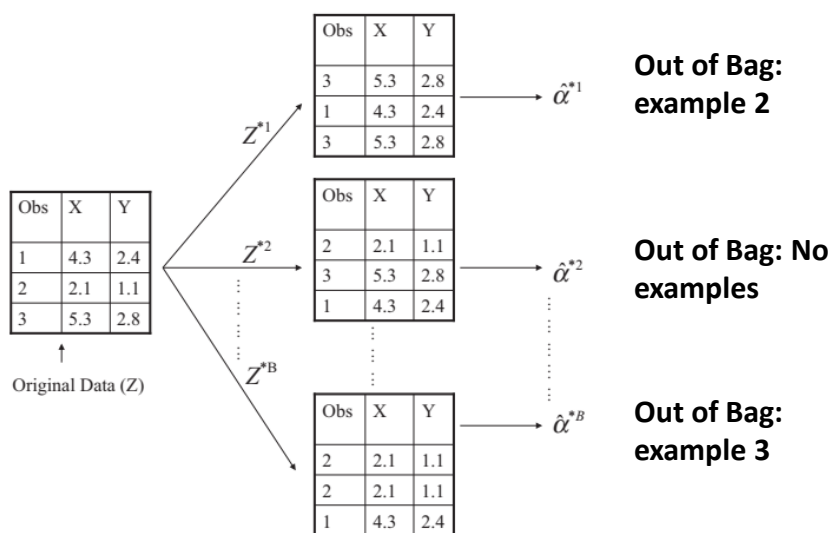 Obs X Y
3 5.3 2.8
1 4.3 2.4
3 5.3 2.8
Z*1
α̂*1
Out of Bag:
example 2
Obs X Y
1 4.3 2.4
2 2.1 1.1
3 5.3 2.8
Original Data (Z)
Z*2
Obs X Y
2 2.1 1.1
3 5.3 2.8
1 4.3 2.4
α̂*2
Out of Bag: No
examples
Z*B
Obs X Y
2 2.1 1.1
2 2.1 1.1
1 4.3 2.4
α̂*B
Out of Bag:
example 3